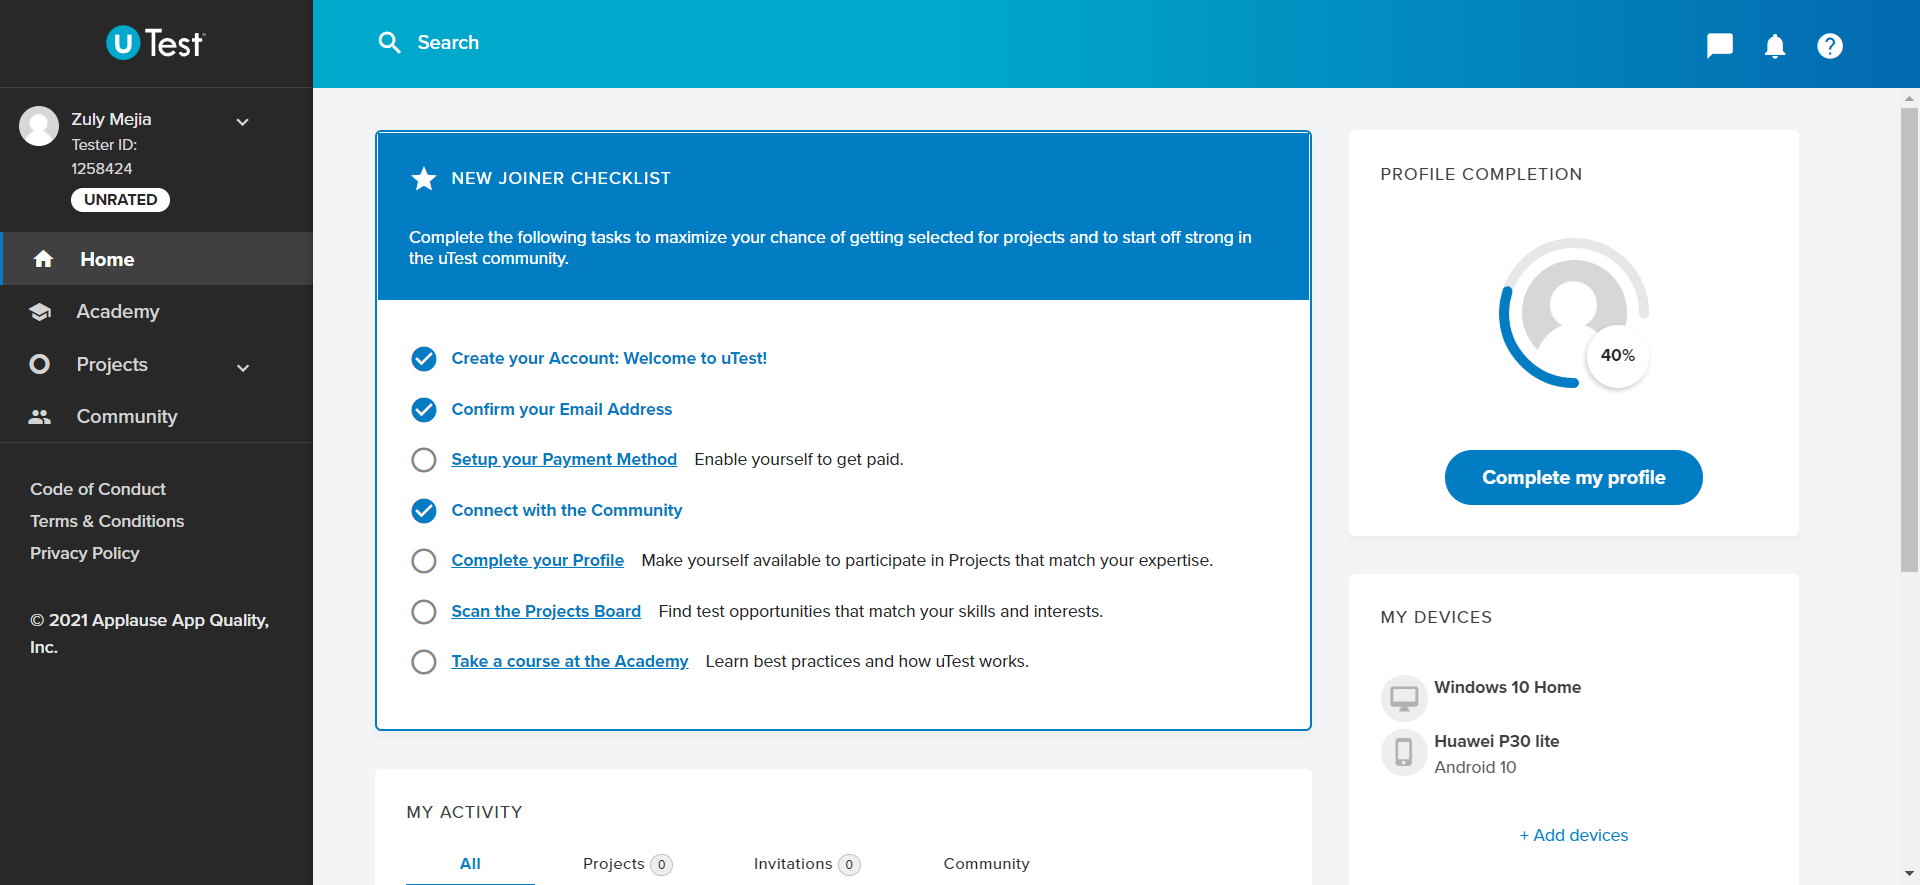 uTest
Search
Zuly Mejia
Tester ID:
1258424
UNRATED
Home
Academy
Projects
Community
Code of Conduct
Terms & Conditions
Privacy Policy
© 2021 Applause App Quality,
Inc.
NEW JOINER CHECKLIST
Complete the following tasks to maximize your chance of getting selected for projects and to start off strong in
the uTest community.
Create your Account: Welcome to uTest!
Confirm your Email Address
Setup your Payment Method Enable yourself to get paid.
Connect with the Community
Complete your Profile Make yourself available to participate in Projects that match your expertise.
Scan the Projects Board Find test opportunities that match your skills and interests.
Take a course at the Academy Learn best practices and how uTest works.
MY ACTIVITY
All Projects 0 Invitations 0 Community
PROFILE COMPLETION
40%
Complete my profile
MY DEVICES
Windows 10 Home
Huawei P30 lite
Android 10
+ Add devices